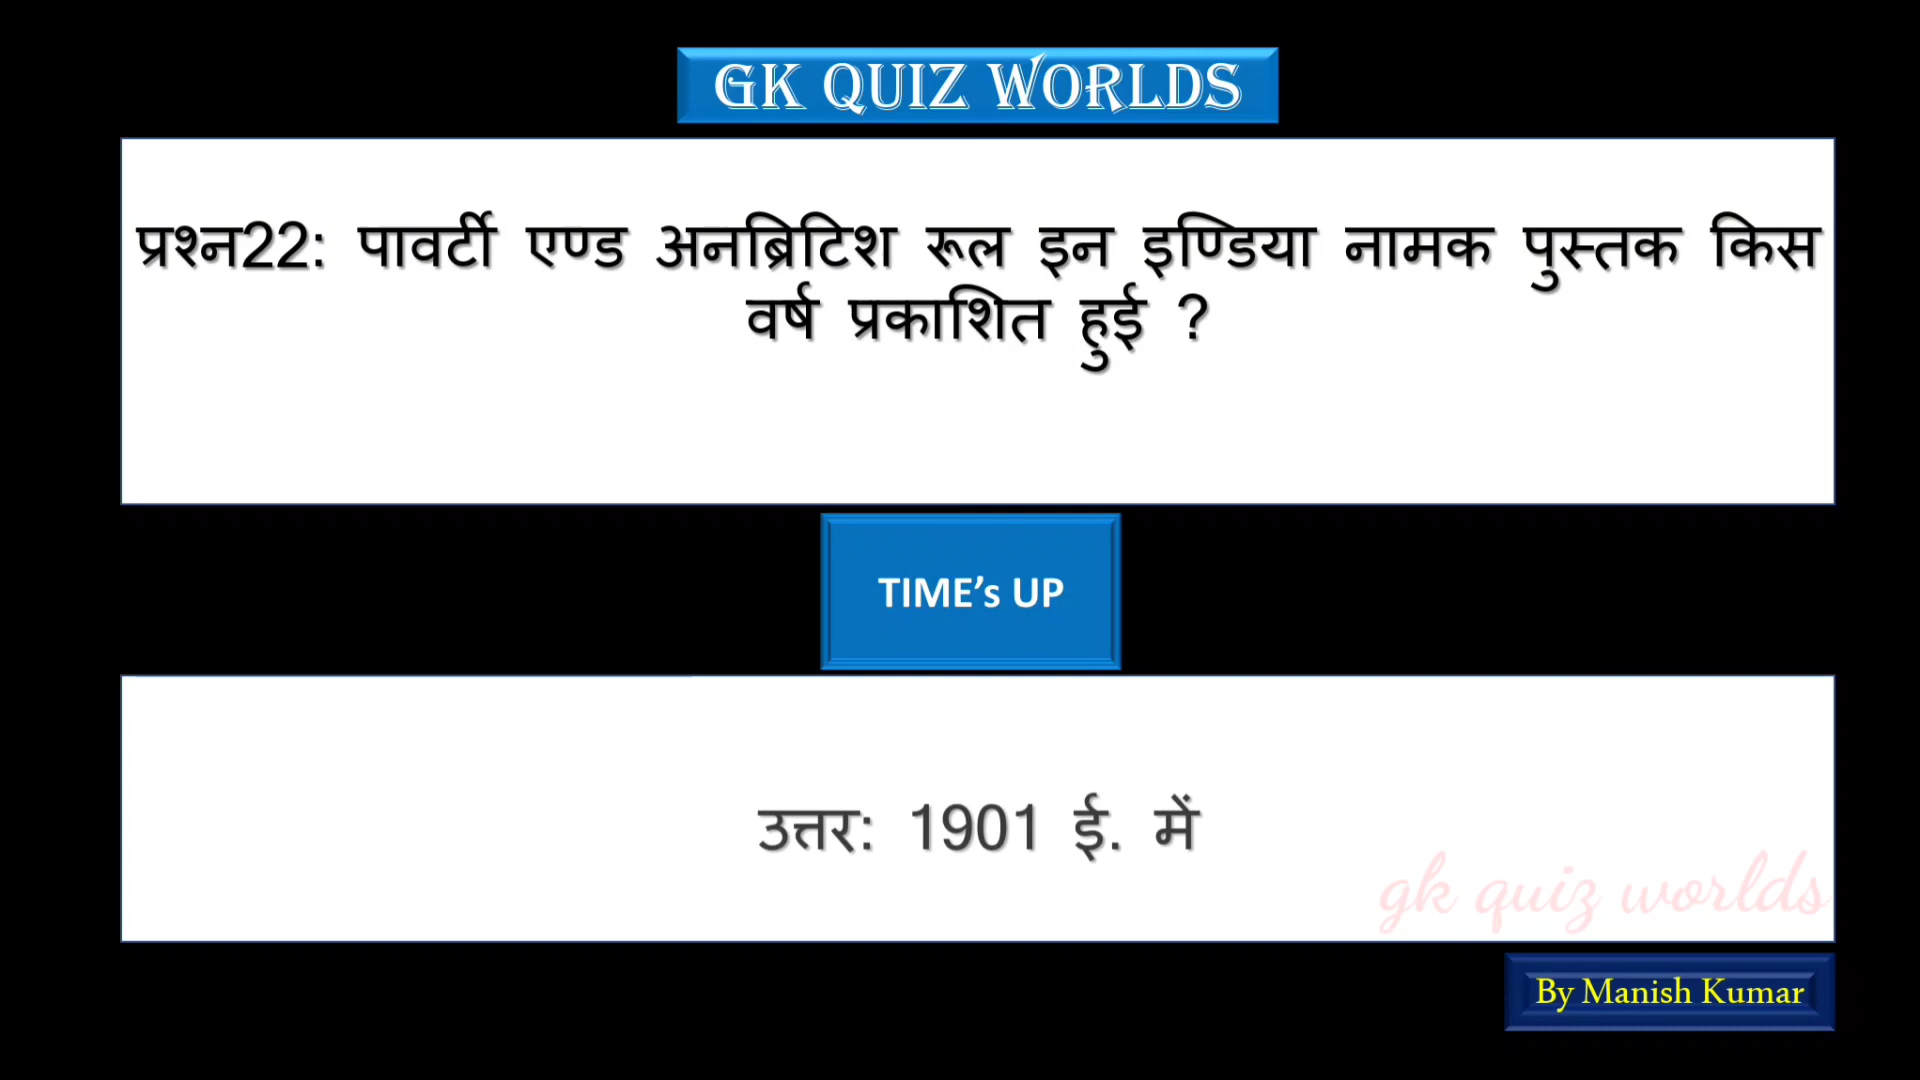 GK QUIZ WORLDS
प्रश्न22: पावर्टी एण्ड अनब्रिटिश रूल इन इण्डिया नामक पुस्तक किस
वर्ष प्रकाशित हुई ?
TIME’s UP
उत्तर: 1901 ई. में
gk quiz worlds
By Manish Kumar